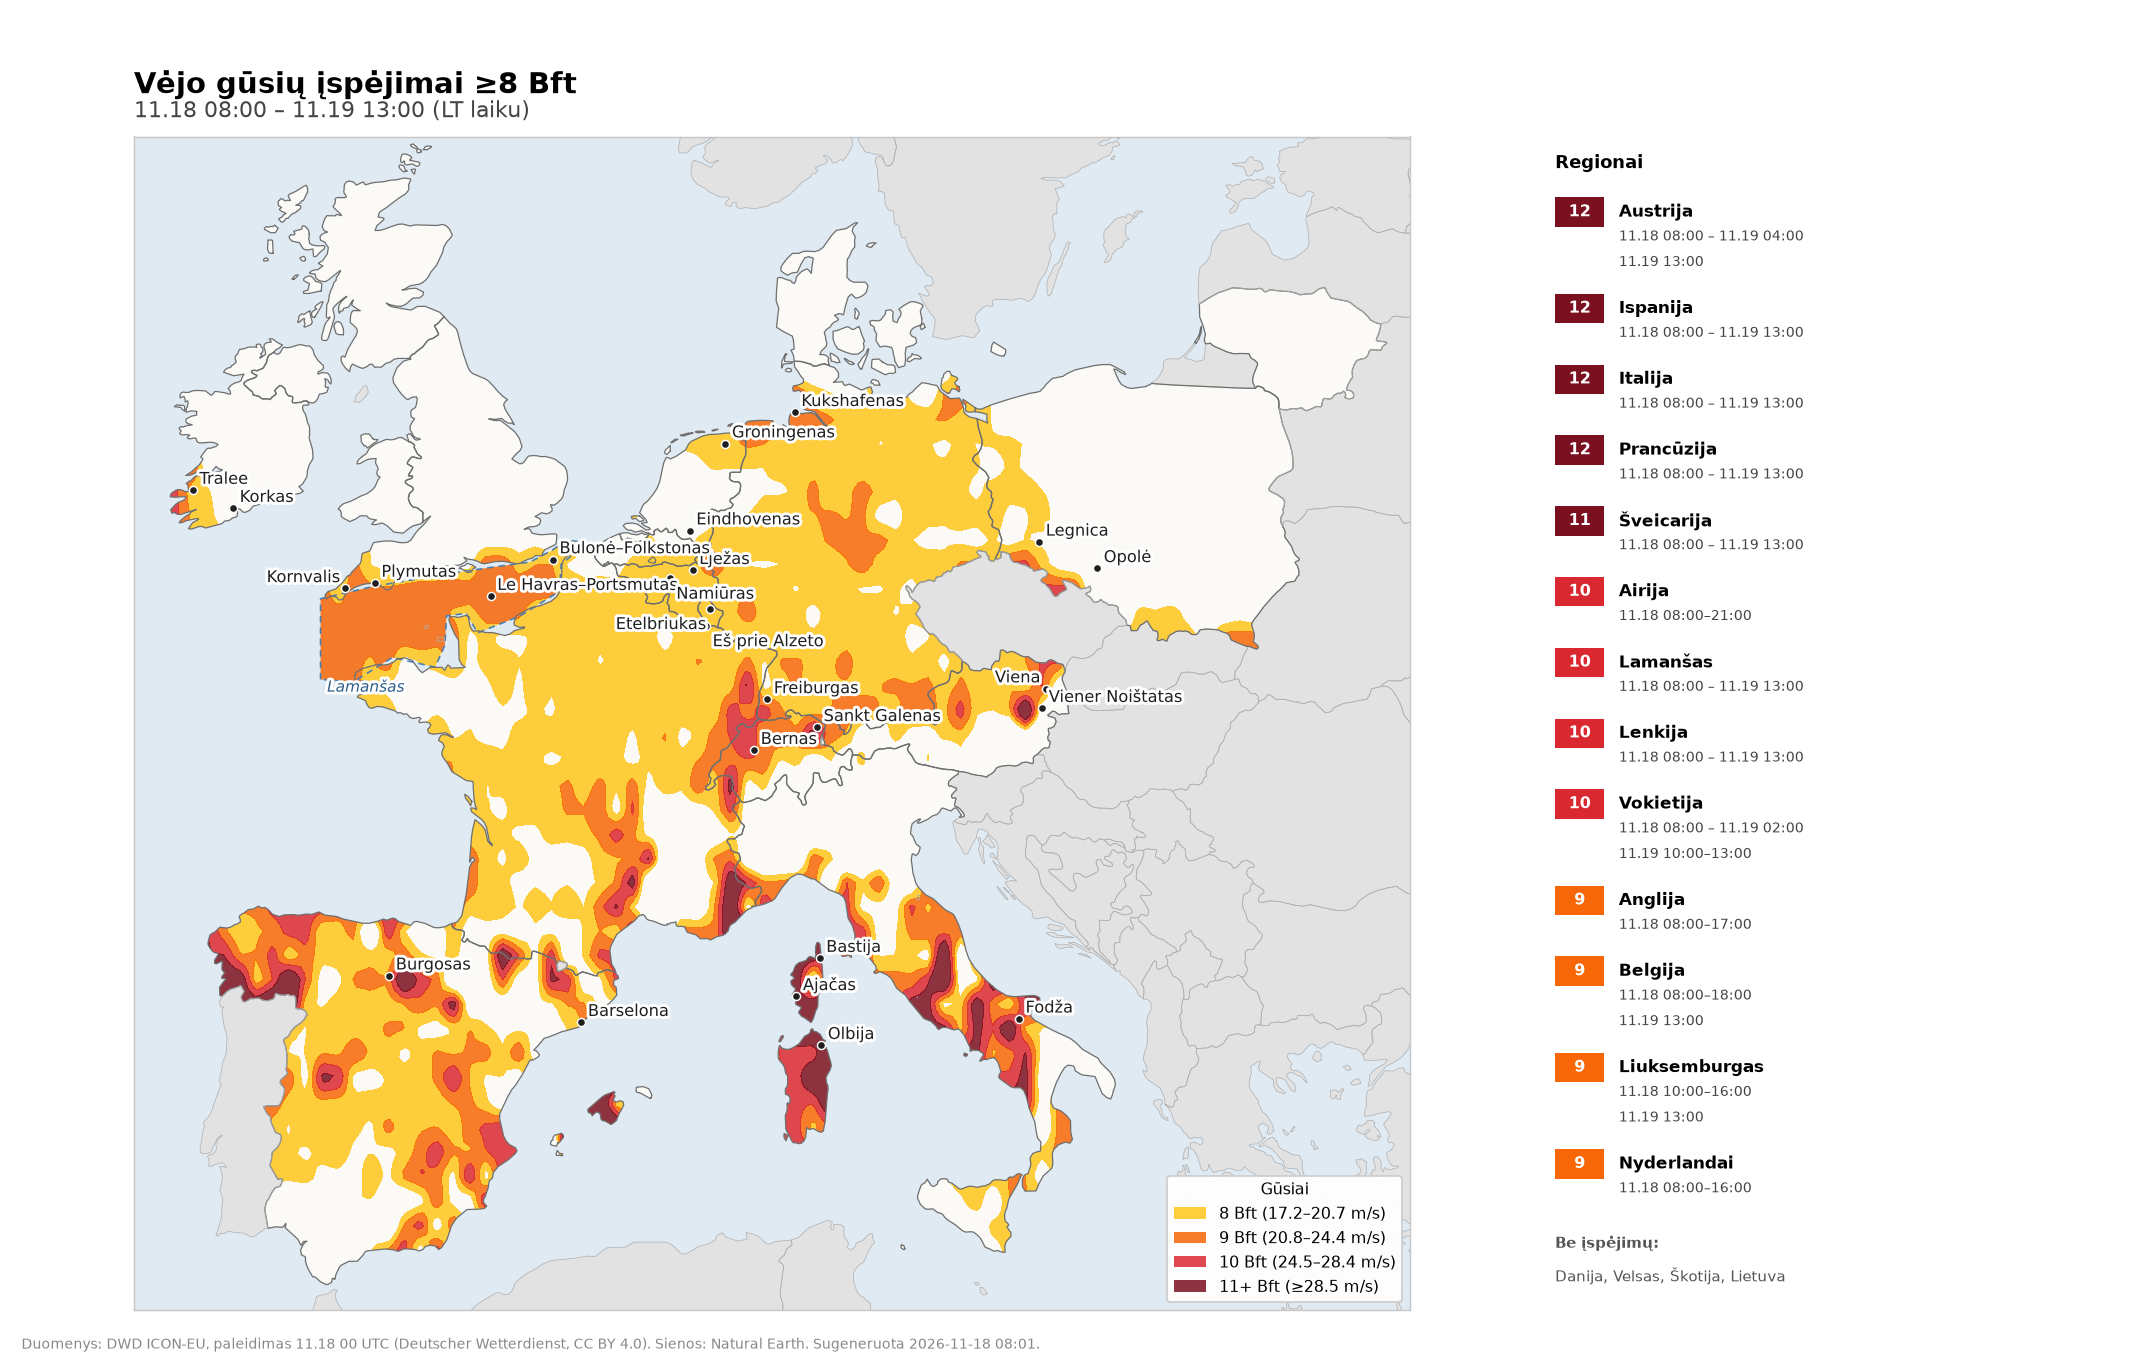 Vėjo gūsių įspėjimai ≥8 Bft
11.18 08:00 – 11.19 13:00 (LT laiku)
Kukshafenas
Groningenas
Tralee
Korkas
Eindhovenas
Legnica
Bulonė–Folkstonas
Lježas
Opolė
Plymutas
Kornvalis
Le Havras–Portsmutas
Namiūras
Etelbriukas
Eš prie Alzeto
Viena
Lamanšas
Freiburgas
Viener Noištatas
Sankt Galenas
Bernas
Bastija
Burgosas
Ajačas
Barselona
Fodža
Olbija
Gūsiai
8 Bft (17.2–20.7 m/s)
9 Bft (20.8–24.4 m/s)
10 Bft (24.5–28.4 m/s)
11+ Bft (≥28.5 m/s)
Regionai
12 Austrija
11.18 08:00 – 11.19 04:00
11.19 13:00
12 Ispanija
11.18 08:00 – 11.19 13:00
12 Italija
11.18 08:00 – 11.19 13:00
12 Prancūzija
11.18 08:00 – 11.19 13:00
11 Šveicarija
11.18 08:00 – 11.19 13:00
10 Airija
11.18 08:00–21:00
10 Lamanšas
11.18 08:00 – 11.19 13:00
10 Lenkija
11.18 08:00 – 11.19 13:00
10 Vokietija
11.18 08:00 – 11.19 02:00
11.19 10:00–13:00
9 Anglija
11.18 08:00–17:00
9 Belgija
11.18 08:00–18:00
11.19 13:00
9 Liuksemburgas
11.18 10:00–16:00
11.19 13:00
9 Nyderlandai
11.18 08:00–16:00
Be įspėjimų:
Danija, Velsas, Škotija, Lietuva
Duomenys: DWD ICON-EU, paleidimas 11.18 00 UTC (Deutscher Wetterdienst, CC BY 4.0). Sienos: Natural Earth. Sugeneruota 2026-11-18 08:01.